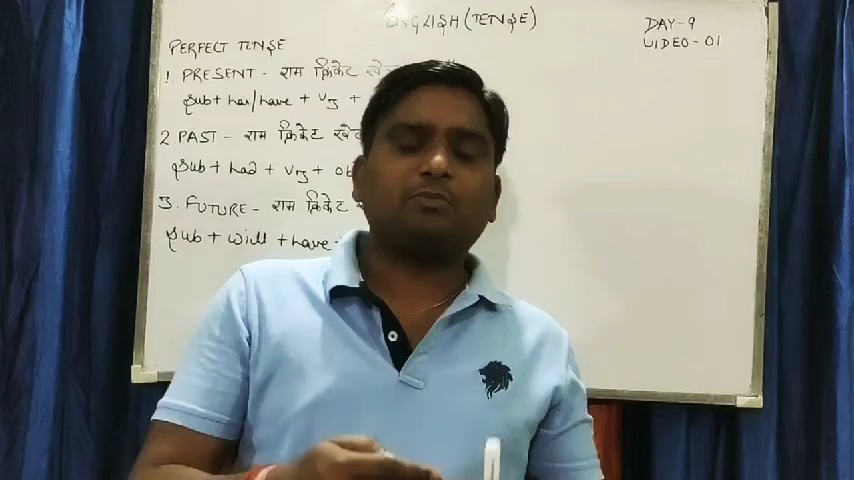 ENGLISH (TENSE)
DAY-9
VIDEO-01
PERFECT TENSE
1. PRESENT - राम क्रिकेट
Sub + has/have + V3 +
2 PAST - राम क्रिकेट
Sub + had + V3 +
3. FUTURE - राम क्रिकेट
Sub + will + have